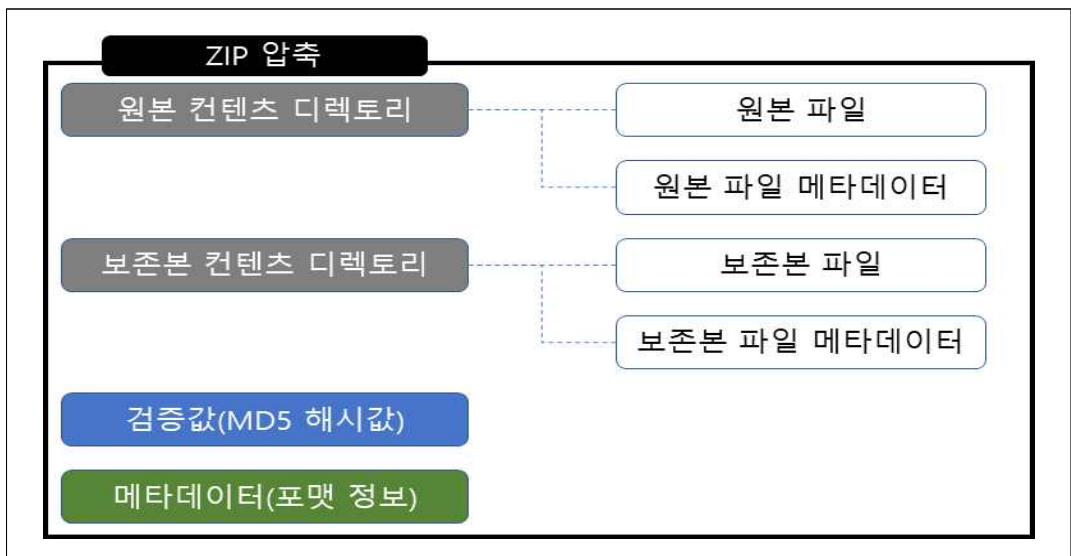 ZIP 압축
원본 컨텐츠 디렉토리
원본 파일
원본 파일 메타데이터
보존본 컨텐츠 디렉토리
보존본 파일
보존본 파일 메타데이터
검증값(MD5 해시값)
메타데이터(포맷 정보)